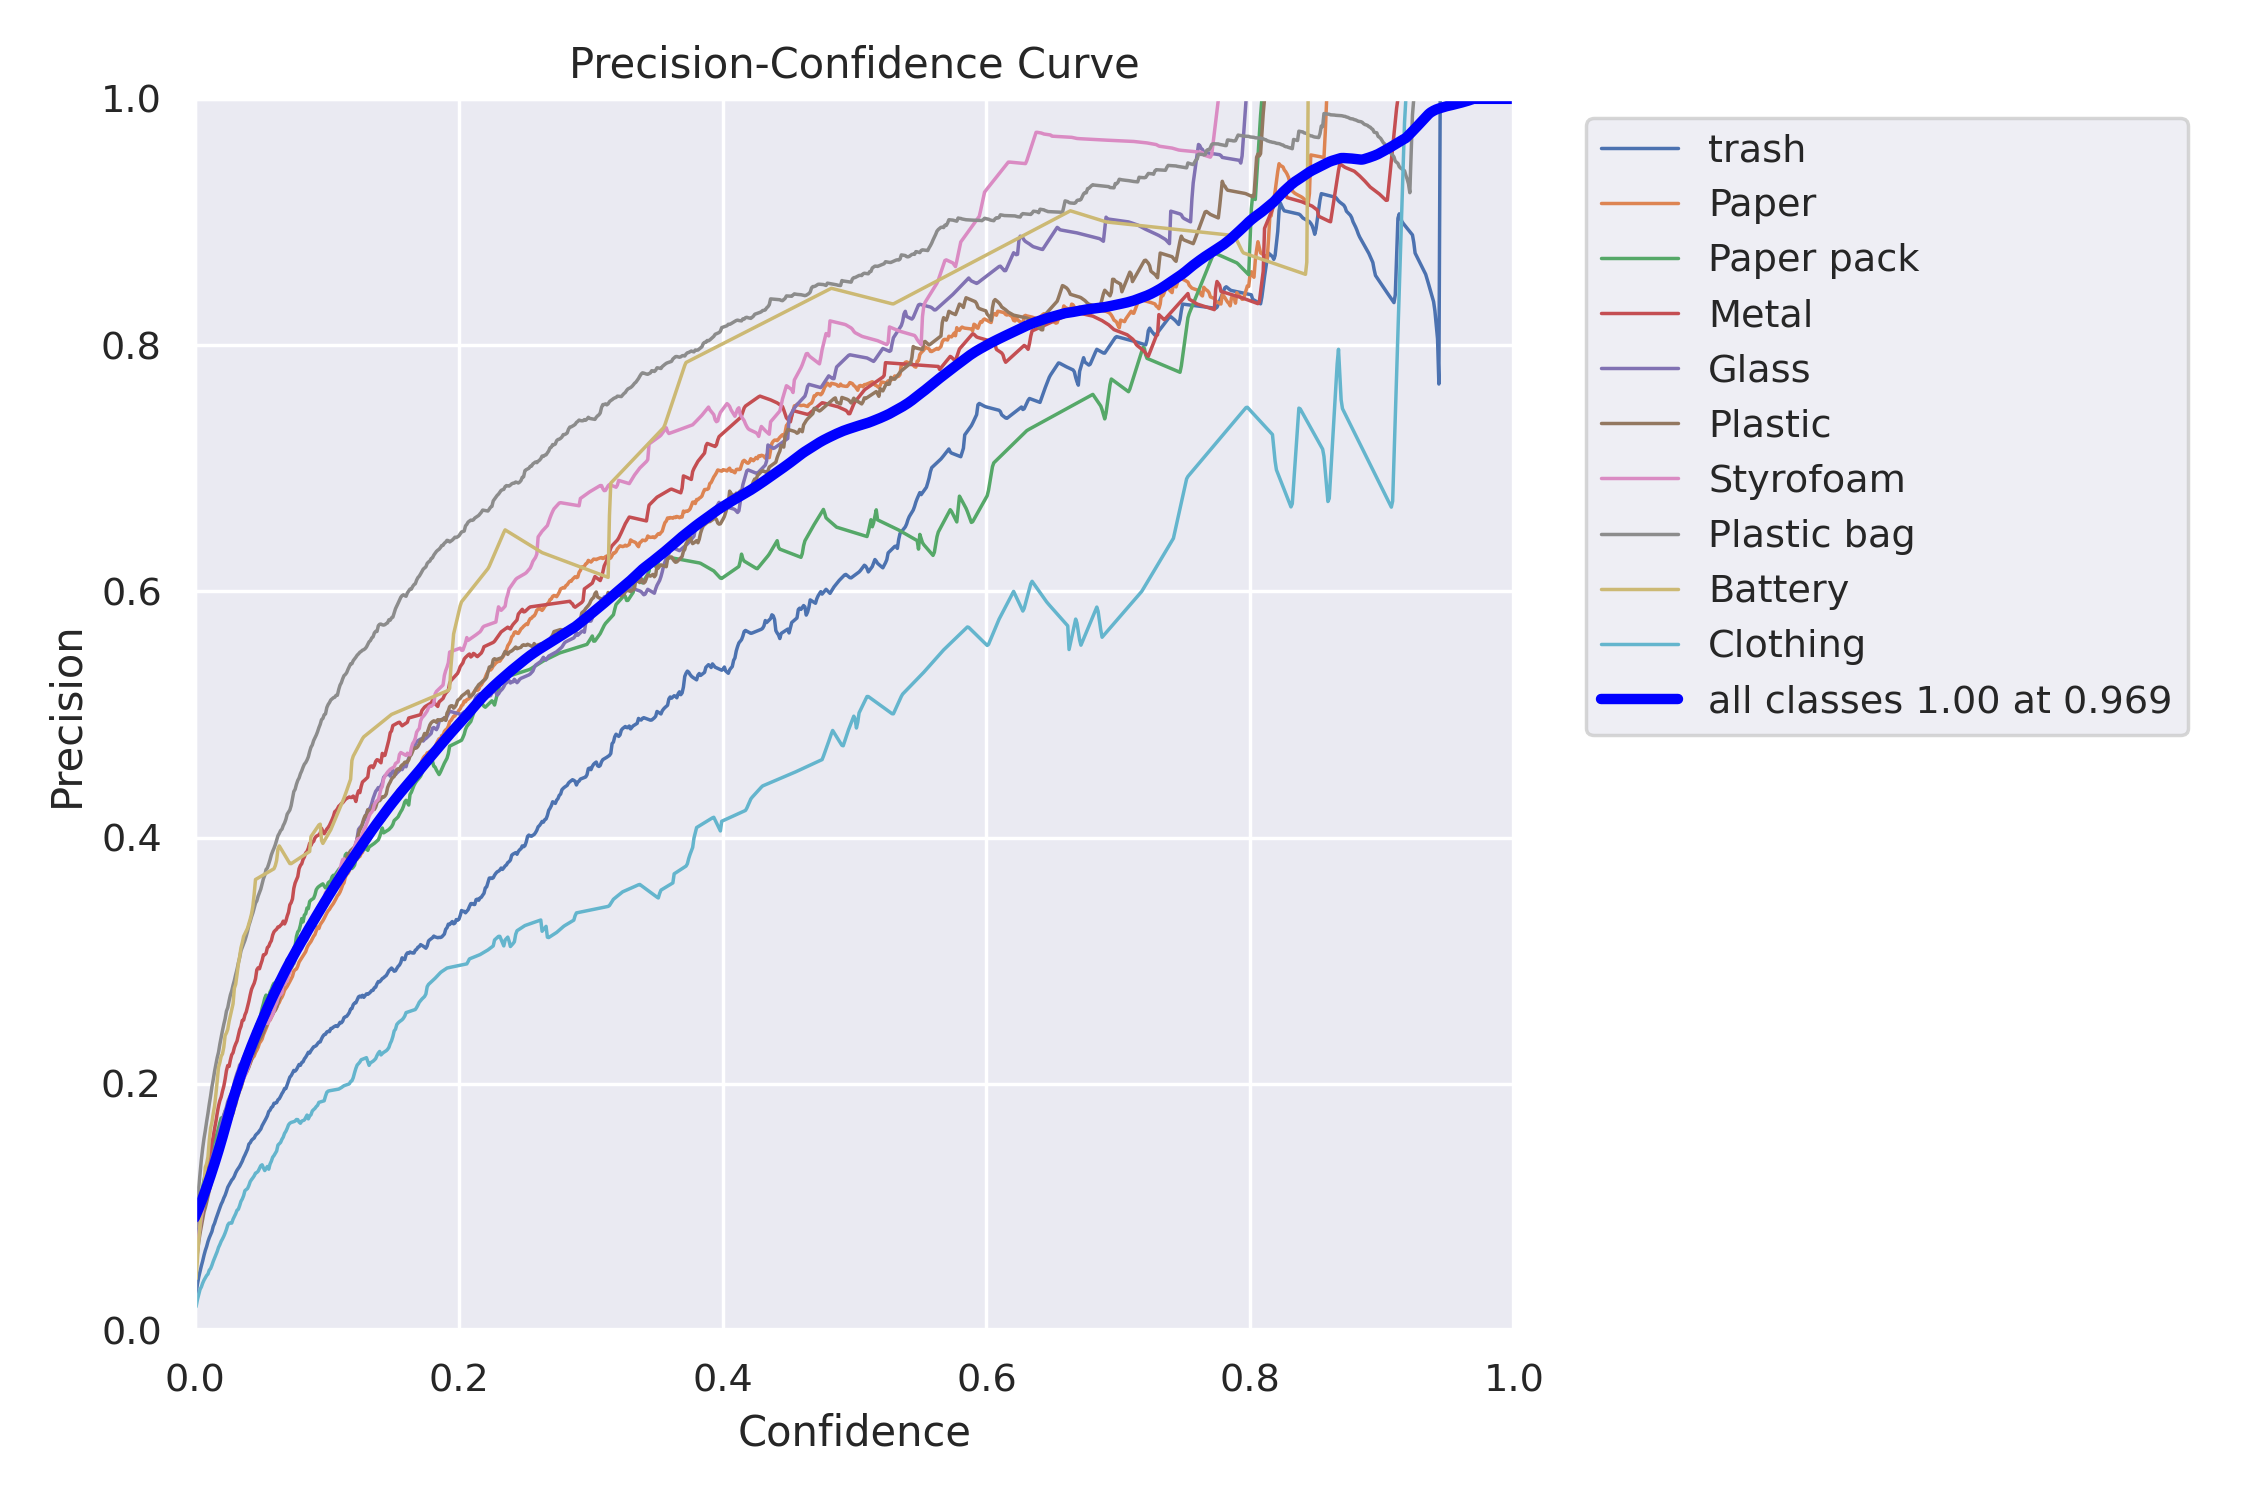 Precision-Confidence Curve
1.0
0.8
0.6
0.4
0.2
0.0
Precision
0.0 0.2 0.4 0.6 0.8 1.0
Confidence
trash
Paper
Paper pack
Metal
Glass
Plastic
Styrofoam
Plastic bag
Battery
Clothing
all classes 1.00 at 0.969